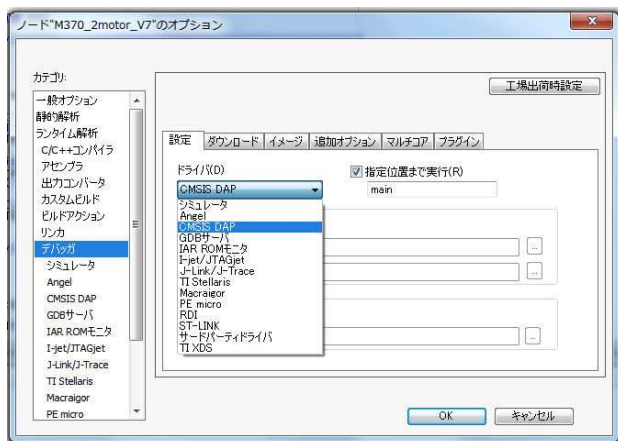 ノード"M370_2motor_V7"のオプション
カテゴリ:
一般オプション
静的解析
ランタイム解析
C/C++コンパイラ
アセンブラ
出力コンバータ
カスタムビルド
ビルドアクション
リンカ
デバッガ
シミュレータ
Angel
CMSIS DAP
GDBサーバ
IAR ROMモニタ
I-jet/JTAGjet
J-Link/J-Trace
TI Stellaris
Macraigor
PE micro
工場出荷時設定
設定 ダウンロード イメージ 追加オプション マルチコア プラグイン
ドライバ(D)
指定位置まで実行(R)
CMSIS DAP
main
シミュレータ
Angel
CMSIS DAP
GDBサーバ
IAR ROMモニタ
I-jet/JTAGjet
J-Link/J-Trace
TI Stellaris
Macraigor
PE micro
RDI
ST-LINK
サードパーティドライバ
TI XDS
...
...
...
OK
キャンセル